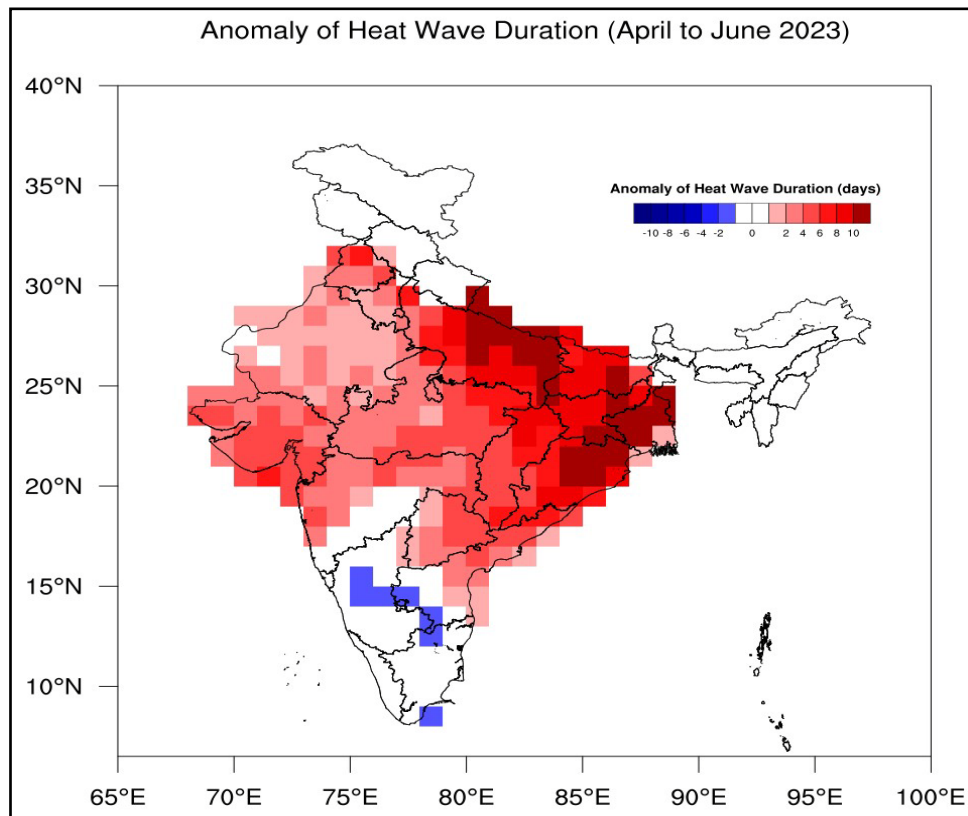 Anomaly of Heat Wave Duration (April to June 2023)
40°N
35°N
Anomaly of Heat Wave Duration (days)
-10 -8 -6 -4 -2 0 2 4 6 8 10
30°N
25°N
20°N
15°N
10°N
65°E 70°E 75°E 80°E 85°E 90°E 95°E 100°E